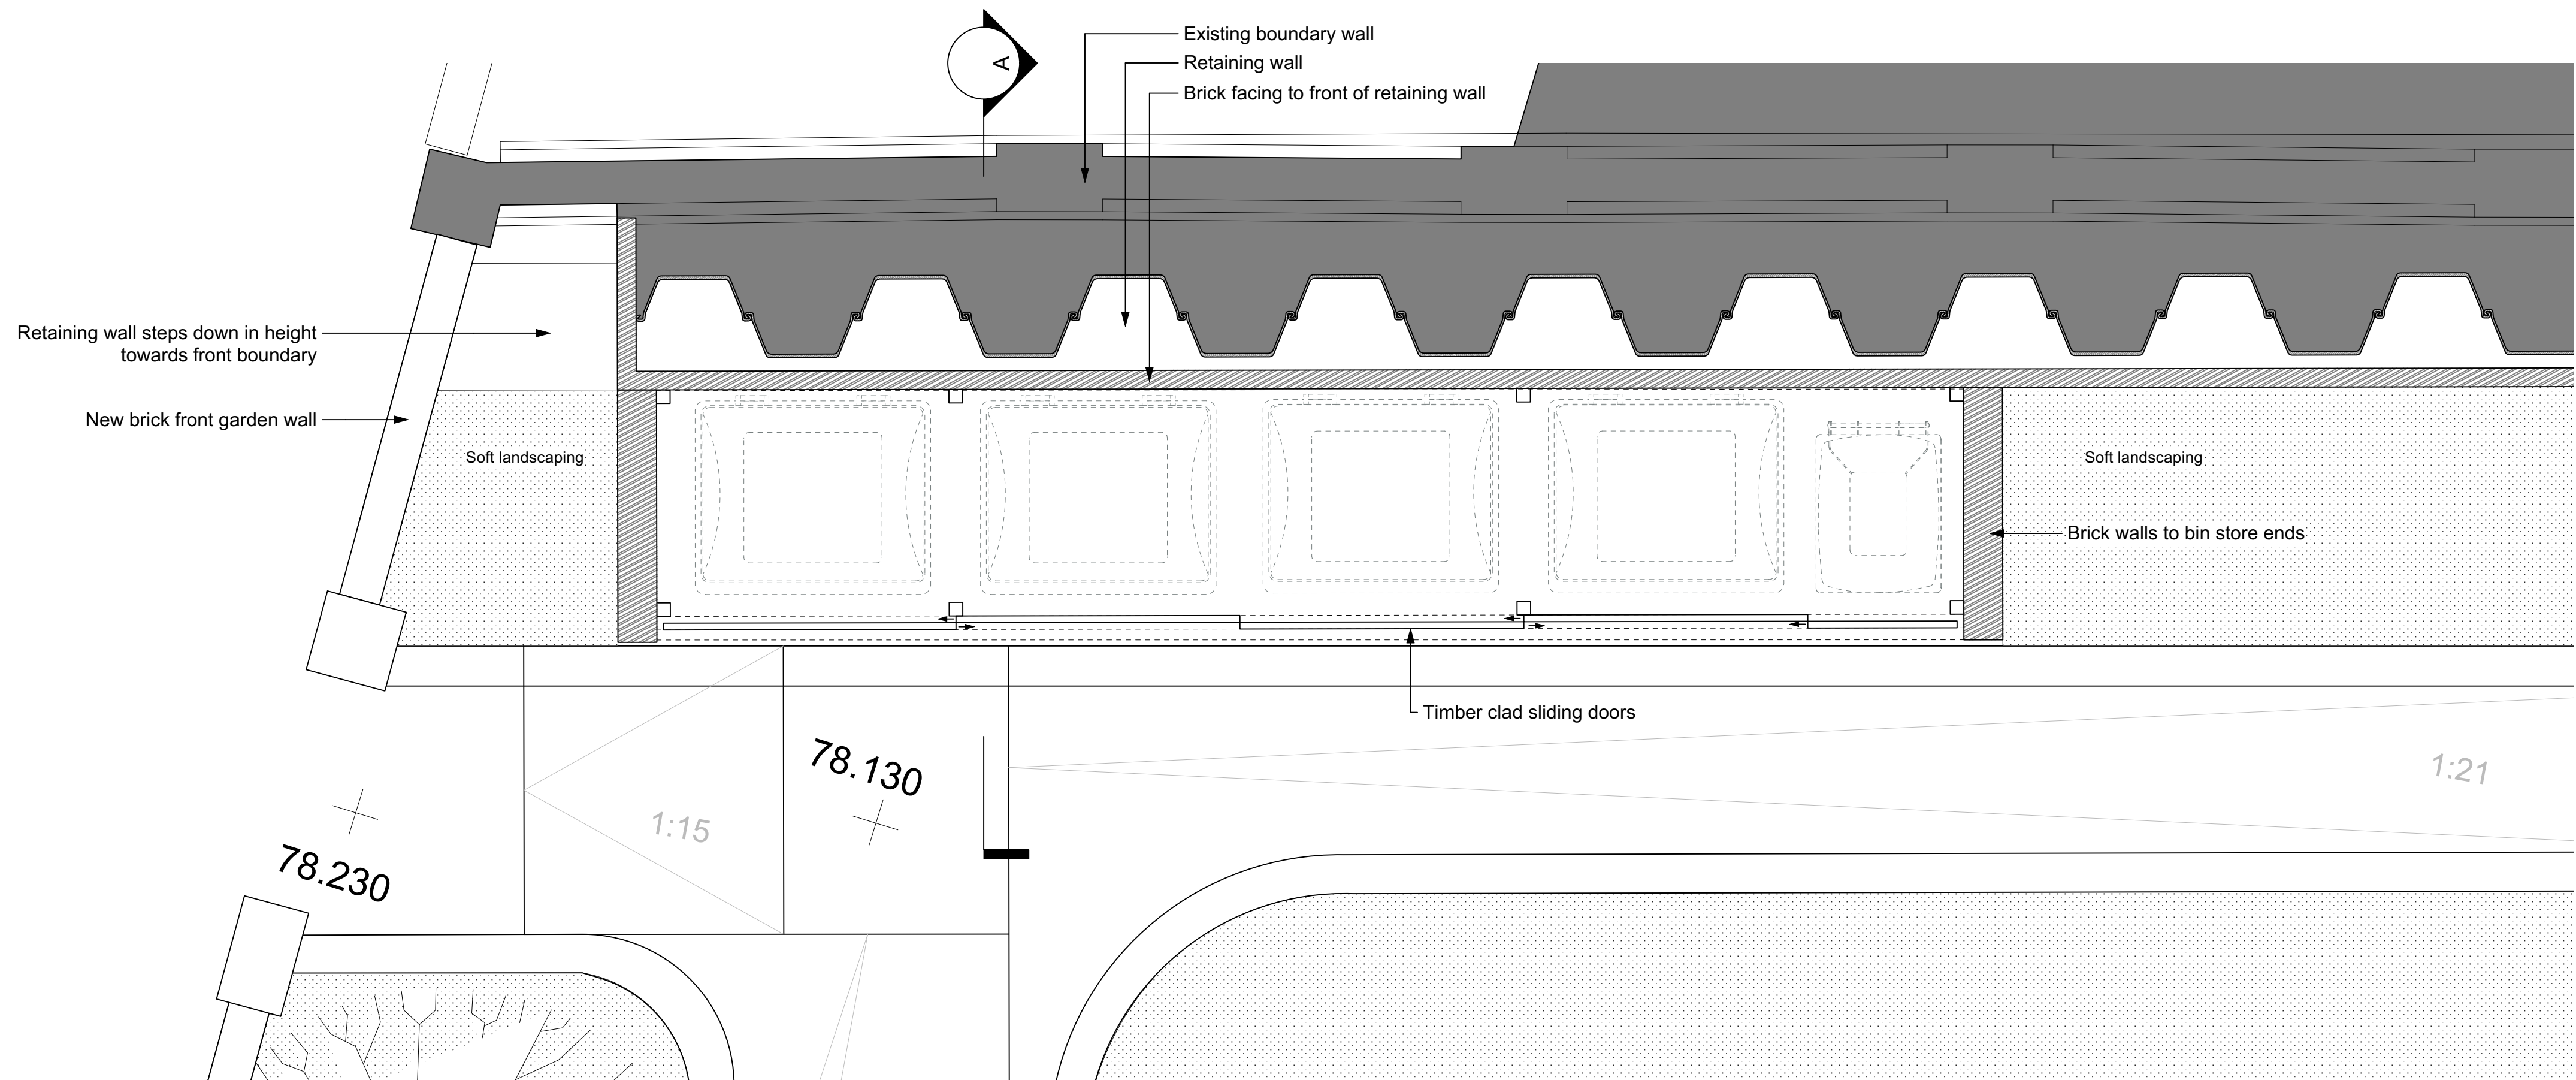 A
Existing boundary wall
Retaining wall
Brick facing to front of retaining wall
Retaining wall steps down in height
towards front boundary
New brick front garden wall
Soft landscaping
Soft landscaping
Brick walls to bin store ends
Timber clad sliding doors
78.130
1:21
1:15
78.230